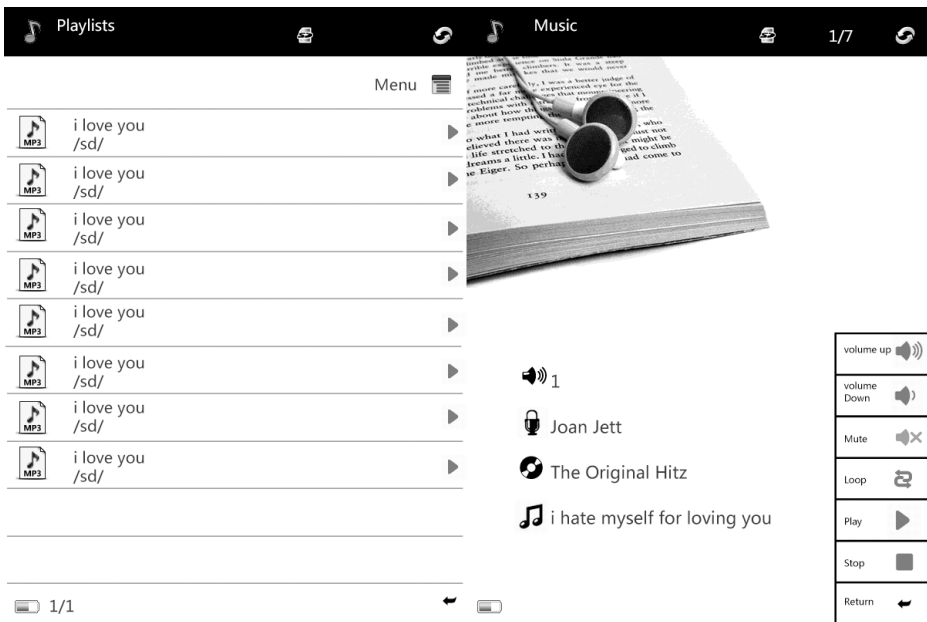 Playlists
Menu
i love you
/sd/
i love you
/sd/
i love you
/sd/
i love you
/sd/
i love you
/sd/
i love you
/sd/
i love you
/sd/
i love you
/sd/
MP3
MP3
MP3
MP3
MP3
MP3
MP3
MP3
1/1
Music
1/7
139
1
Joan Jett
The Original Hitz
i hate myself for loving you
volume up
volume
Down
Mute
Loop
Play
Stop
Return